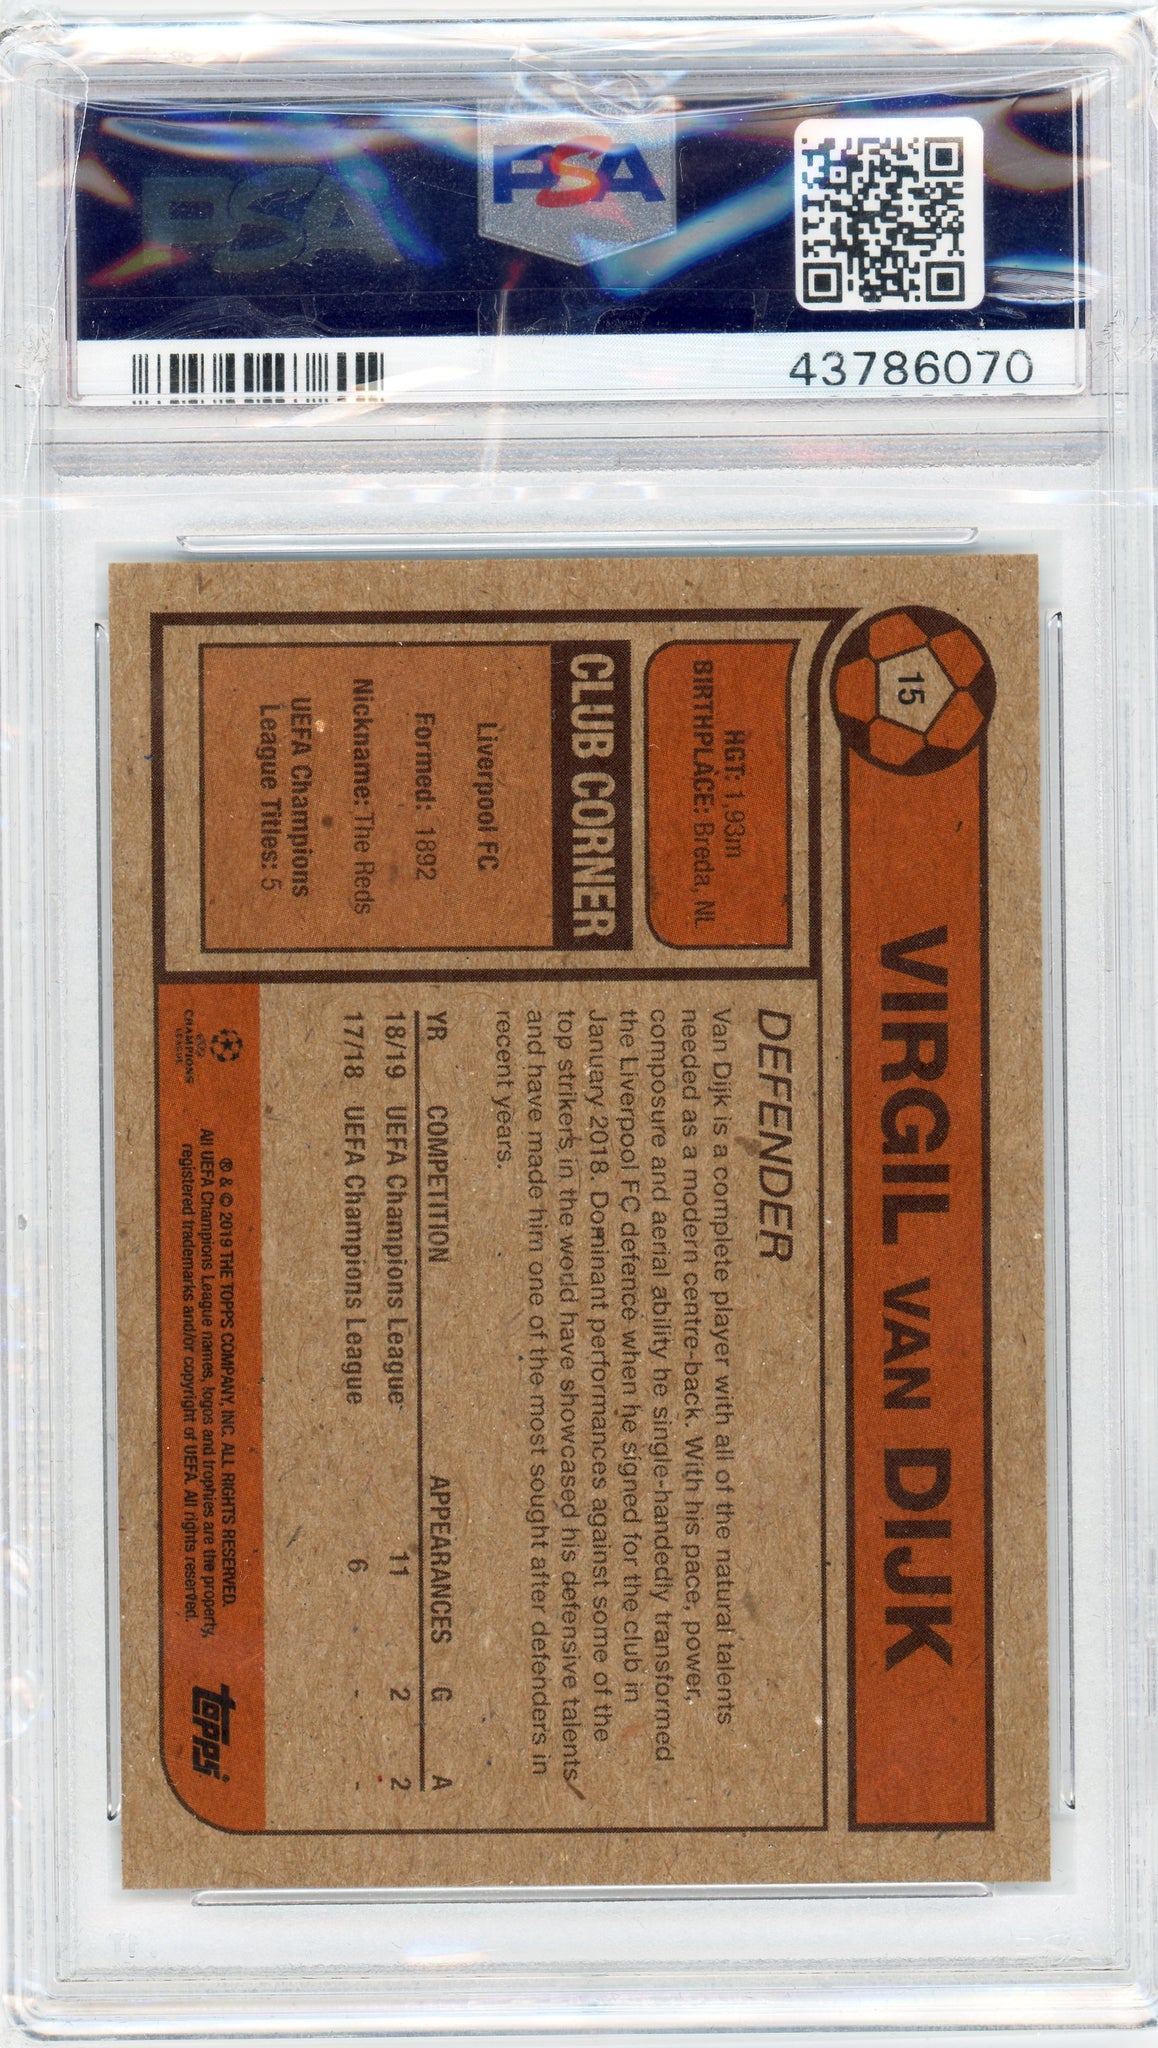 PSA
PSA
43786070
15
VIRGIL VAN DIJK
HGT: 1,93m
BIRTHPLACE: Breda, NL
CLUB CORNER
Liverpool FC
Formed: 1892
Nickname: The Reds
UEFA Champions
League Titles: 5
DEFENDER
Van Dijk is a complete player with all of the natural talents
needed as a modern centre-back. With his pace, power,
composure and aerial ability he single-handedly transformed
the Liverpool FC defence when he signed for the club in
January 2018. Dominant performances against some of the
top strikers in the world have showcased his defensive talents
and have made him one of the most sought after defenders in
recent years.
YR COMPETITION APPEARANCES G A
18/19 UEFA Champions League 11 2 2
17/18 UEFA Champions League 6 - -
CHAMPIONS
LEAGUE
® & © 2019 THE TOPPS COMPANY, INC. ALL RIGHTS RESERVED.
All UEFA Champions League names, logos and trophies are the property,
registered trademarks and/or copyright of UEFA. All rights reserved.
topps®